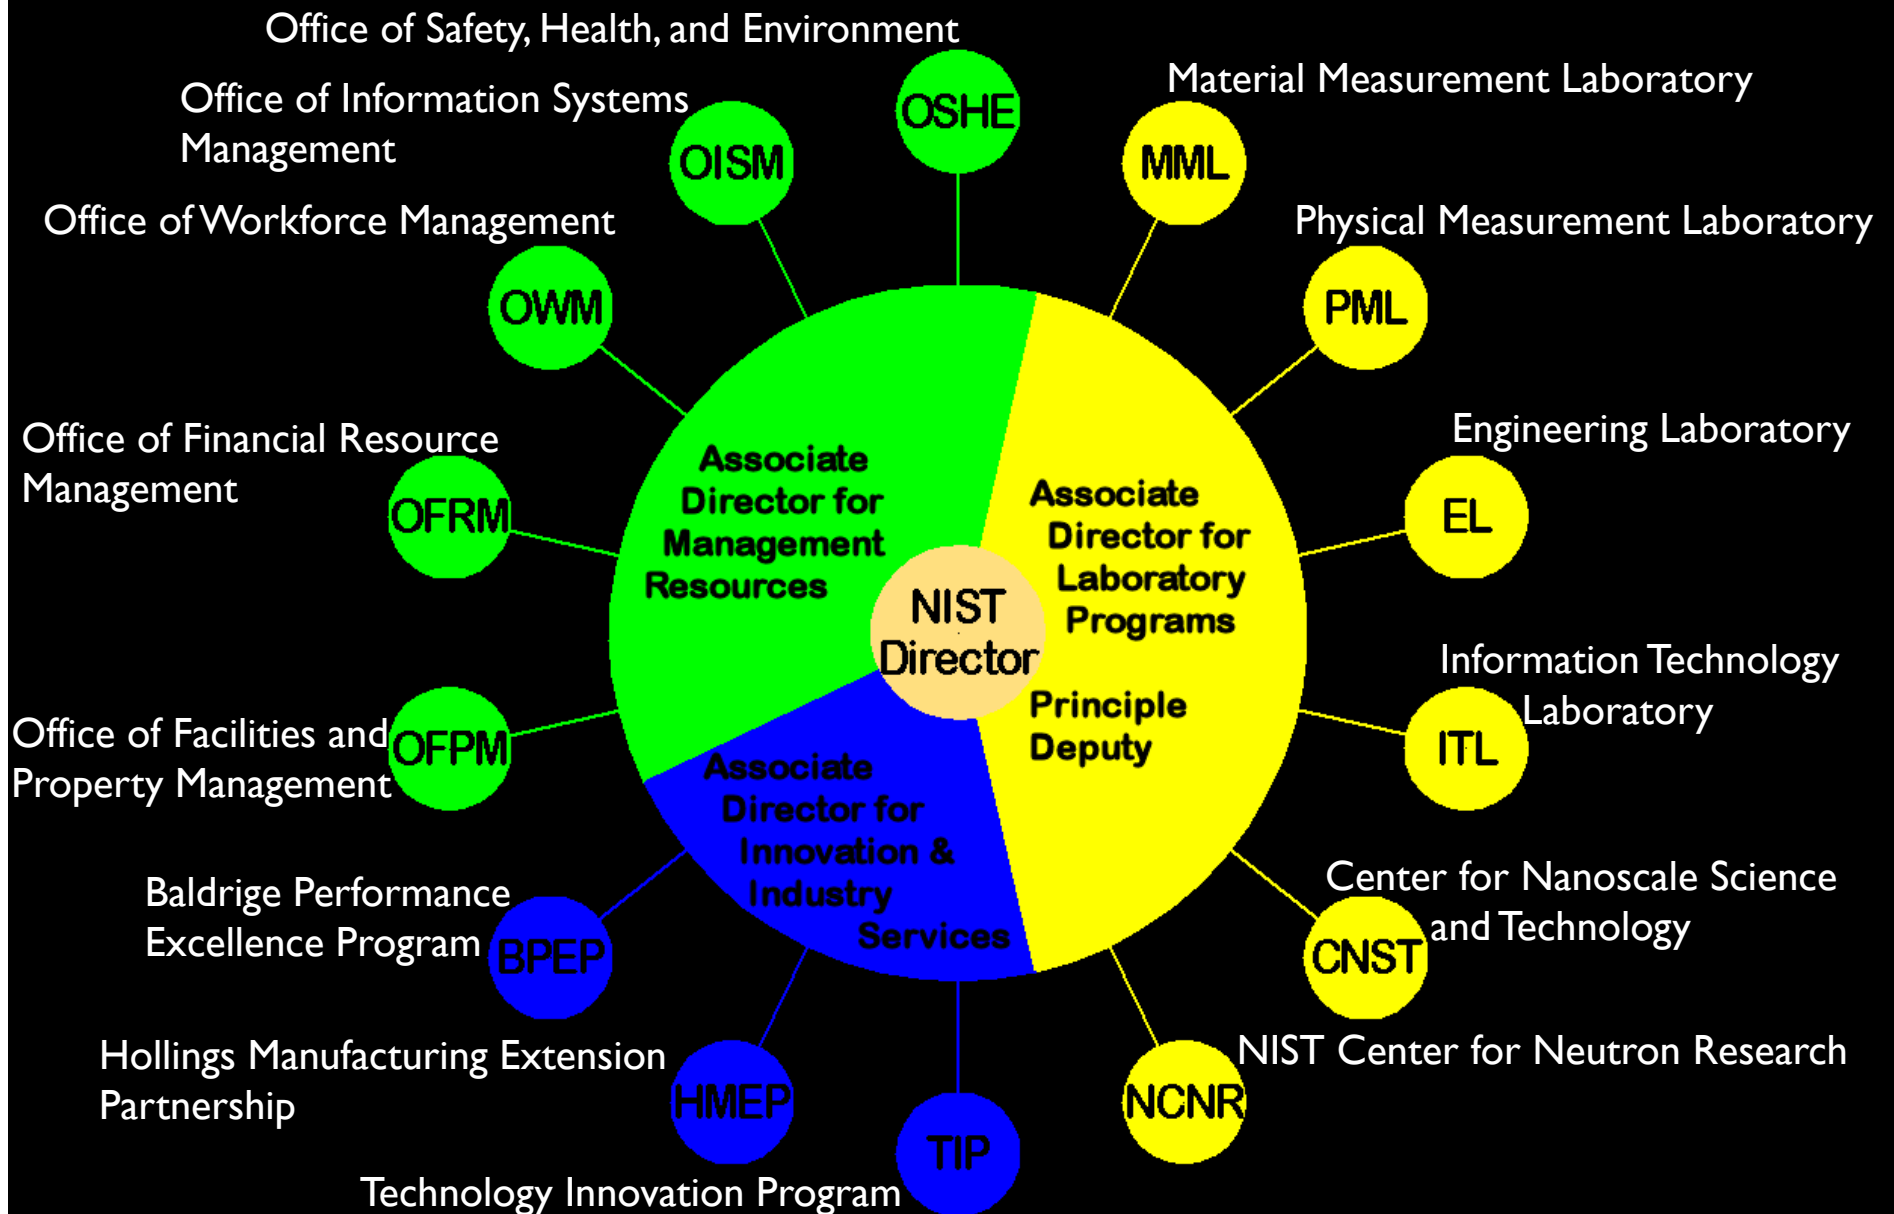 Office of Safety, Health, and Environment
OSHE
Material Measurement Laboratory
MML
Office of Information Systems
Management
OISM
Physical Measurement Laboratory
PML
Office of Workforce Management
OWM
Engineering Laboratory
EL
Office of Financial Resource
Management
OFRM
Associate
Director for
Management
Resources
Associate
Director for
Laboratory
Programs
Principle
Deputy
NIST
Director
Information Technology
Laboratory
ITL
Office of Facilities and
Property Management
OFPM
Associate
Director for
Innovation &
Industry
Services
Center for Nanoscale Science
and Technology
CNST
Baldrige Performance
Excellence Program
BPEP
NIST Center for Neutron Research
NCNR
Hollings Manufacturing Extension
Partnership
HMEP
TIP
Technology Innovation Program